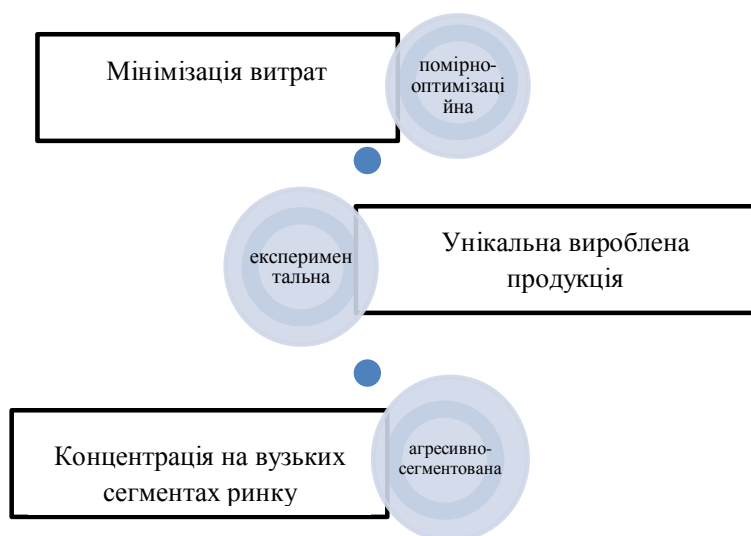 Мінімізація витрат
помірно-
оптимізаці
йна
експеримен
тальна
Унікальна вироблена
продукція
Концентрація на вузьких
сегментах ринку
агресивно-
сегментована